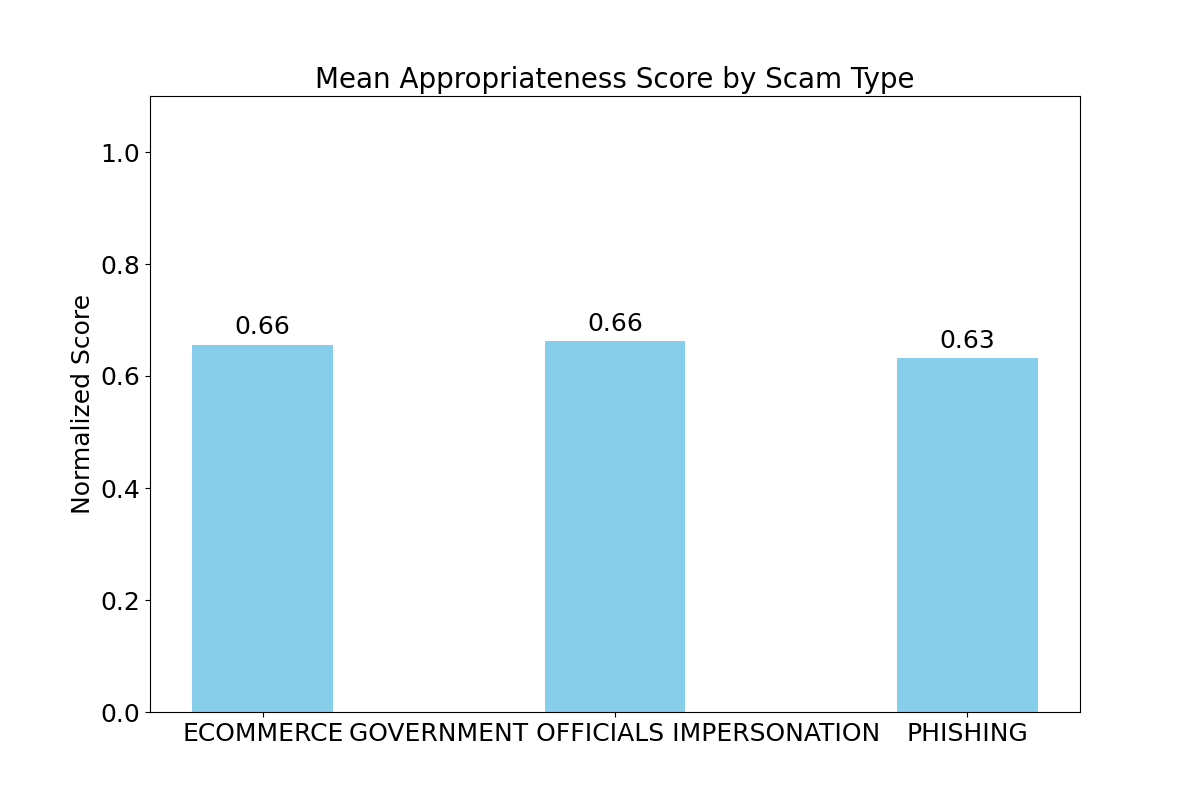 Mean Appropriateness Score by Scam Type
Normalized Score
1.0
0.8
0.6
0.4
0.2
0.0
0.66
0.66
0.63
ECOMMERCE
GOVERNMENT OFFICIALS IMPERSONATION
PHISHING